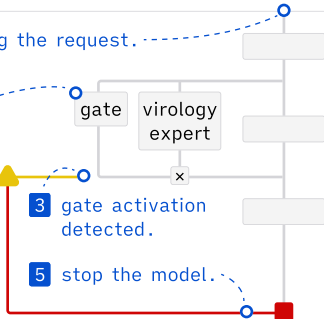 g the request.
gate
virology
expert
×
3 gate activation
detected.
5 stop the model.